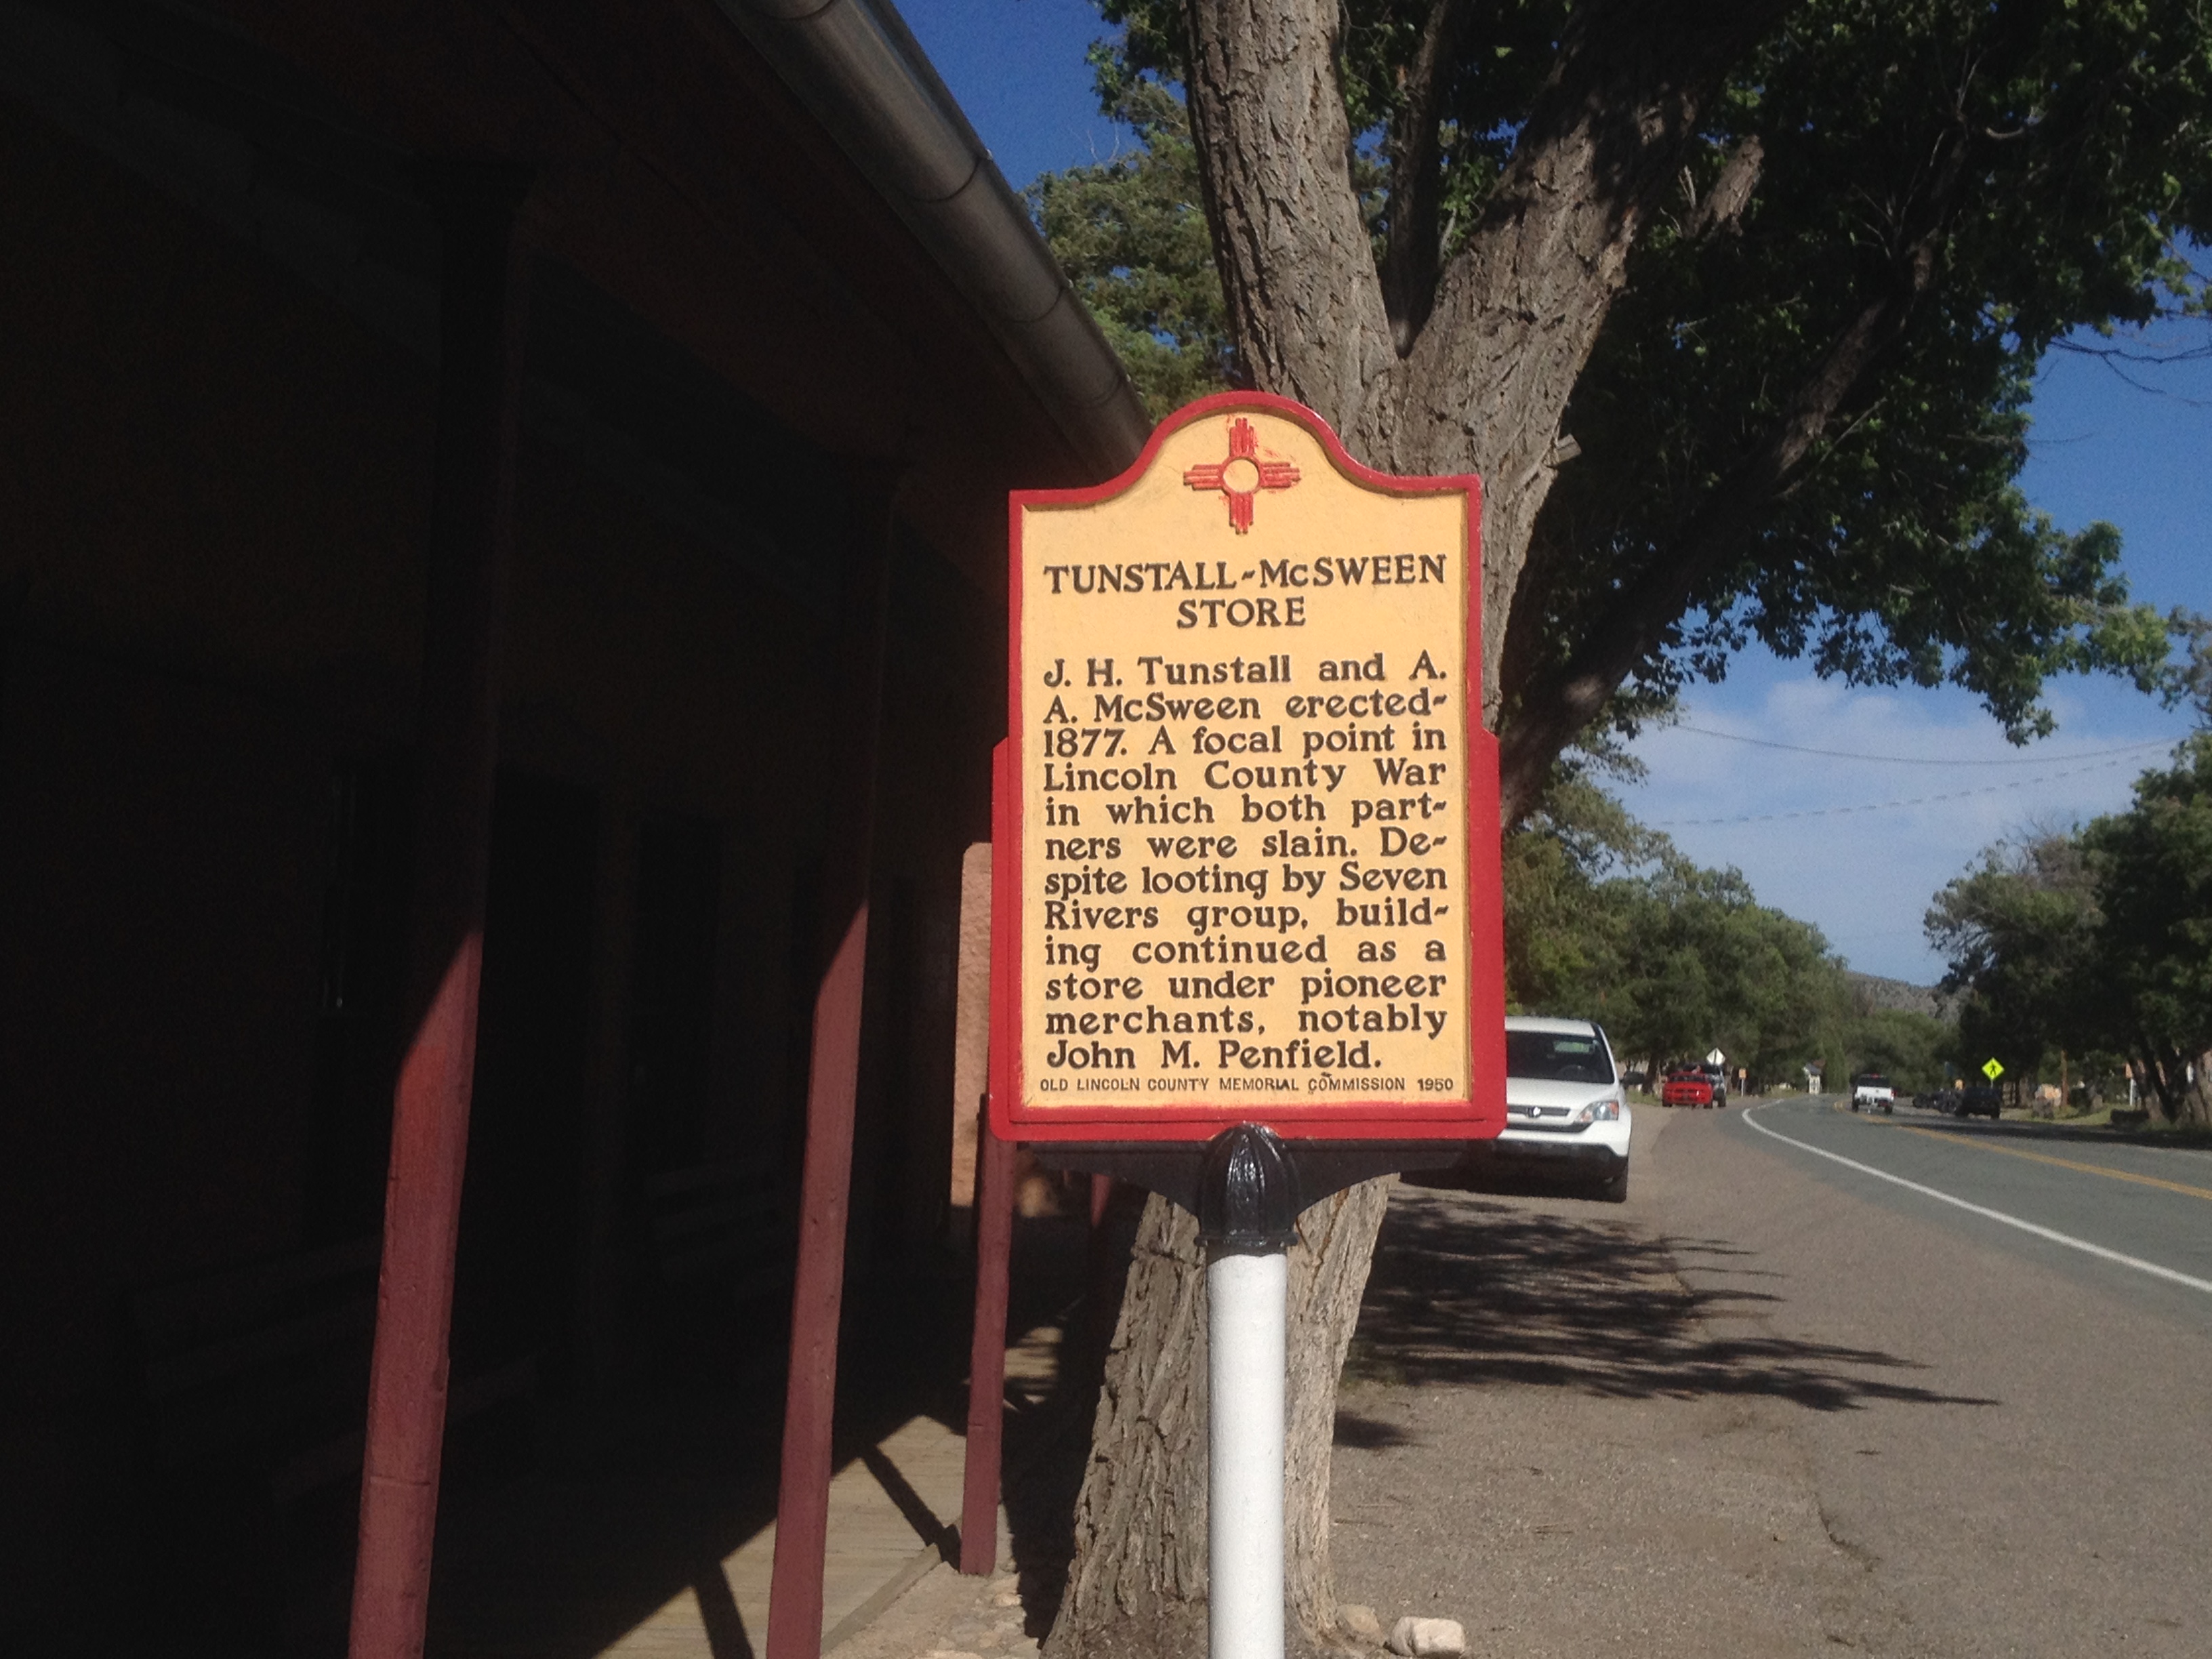 TUNSTALL-McSWEEN
STORE
J. H. Tunstall and A.
A. McSween erected-
1877. A focal point in
Lincoln County War
in which both part-
ners were slain. De-
spite looting by Seven
Rivers group, build-
ing continued as a
store under pioneer
merchants, notably
John M. Penfield.
OLD LINCOLN COUNTY MEMORIAL COMMISSION 1950